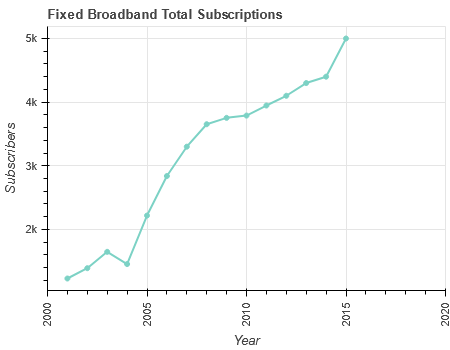 Fixed Broadband Total Subscriptions
5k
4k
3k
2k
Subscribers
2000
2005
2010
2015
2020
Year